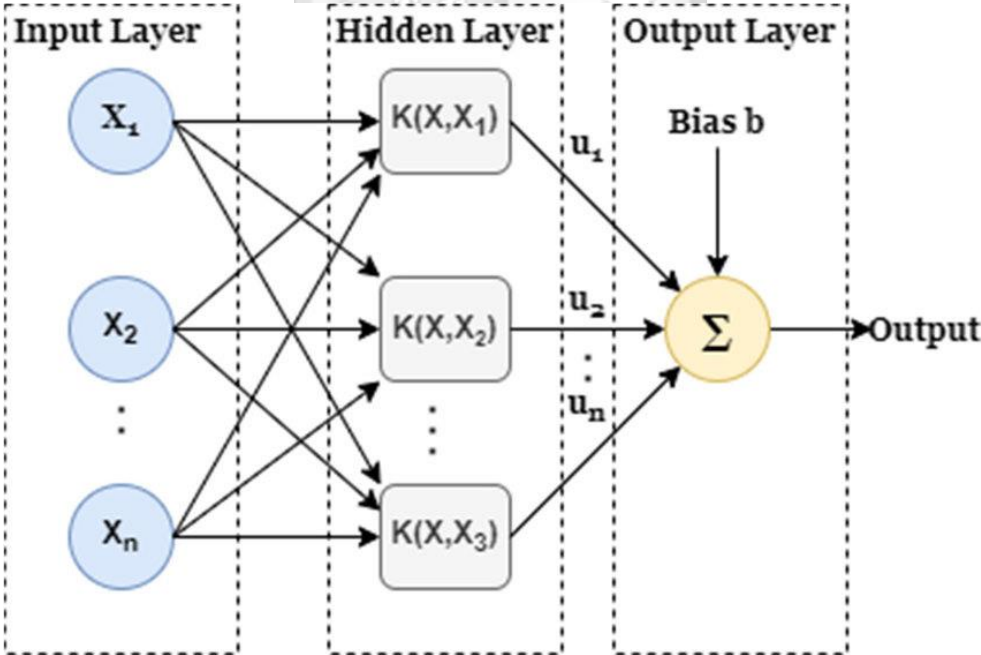 Input Layer
Hidden Layer
Output Layer
X₁
K(X,X₁)
u₁
Bias b
X₂
K(X,X₂)
u₂
Σ
Output
⋮
⋮
⋮
uₙ
Xₙ
K(X,X₃)